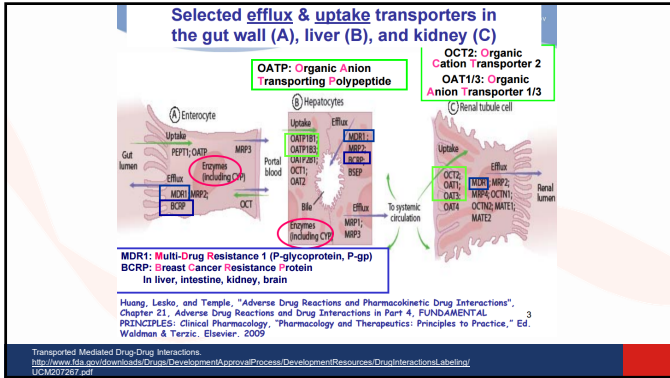 Selected efflux & uptake transporters in
the gut wall (A), liver (B), and kidney (C)
OATP: Organic Anion
Transporting Polypeptide
OCT2: Organic
Cation Transporter 2
OAT1/3: Organic
Anion Transporter 1/3
A Enterocyte
Uptake
PEPT1; OATP
MRP3
Gut
lumen
Enzymes
(including CYP)
Efflux
MDR1; MRP2;
BCRP
OCT
Portal
blood
B Hepatocytes
Uptake
OATP1B1;
OATP1B3;
OATP2B1;
OCT1;
OAT2
Efflux
MDR1;
MRP2;
BCRP;
BSEP
Bile
Enzymes
(including CYP)
Efflux
MRP1;
MRP3
To systemic
circulation
C Renal tubule cell
Uptake
OCT2;
OAT1;
OAT3;
OAT4
Efflux
MDR1; MRP2;
MRP4; OCTN1;
OCTN2; MATE1;
MATE2
Renal
lumen
MDR1: Multi-Drug Resistance 1 (P-glycoprotein, P-gp)
BCRP: Breast Cancer Resistance Protein
In liver, intestine, kidney, brain
Huang, Lesko, and Temple, "Adverse Drug Reactions and Pharmacokinetic Drug Interactions",
Chapter 21, Adverse Drug Reactions and Drug Interactions in Part 4, FUNDAMENTAL
PRINCIPLES: Clinical Pharmacology, "Pharmacology and Therapeutics: Principles to Practice," Ed.
Waldman & Terzic. Elsevier. 2009
3
Transported Mediated Drug-Drug Interactions.
http://www.fda.gov/downloads/Drugs/DevelopmentApprovalProcess/DevelopmentResources/DrugInteractionsLabeling/
UCM207267.pdf